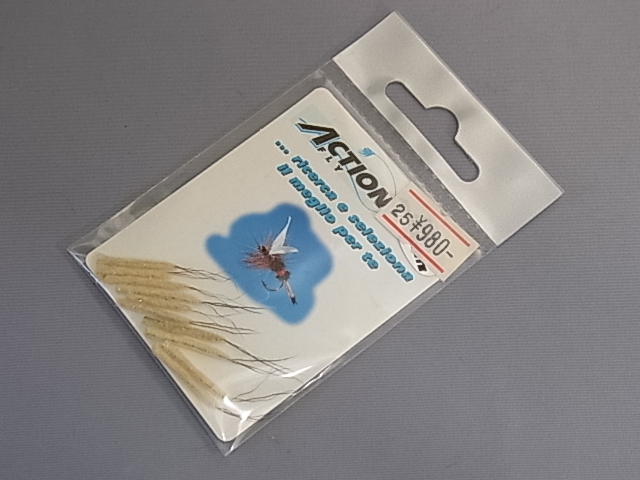 ACTION
FLY
... ricerca e seleziona
il meglio per te
25¥980-